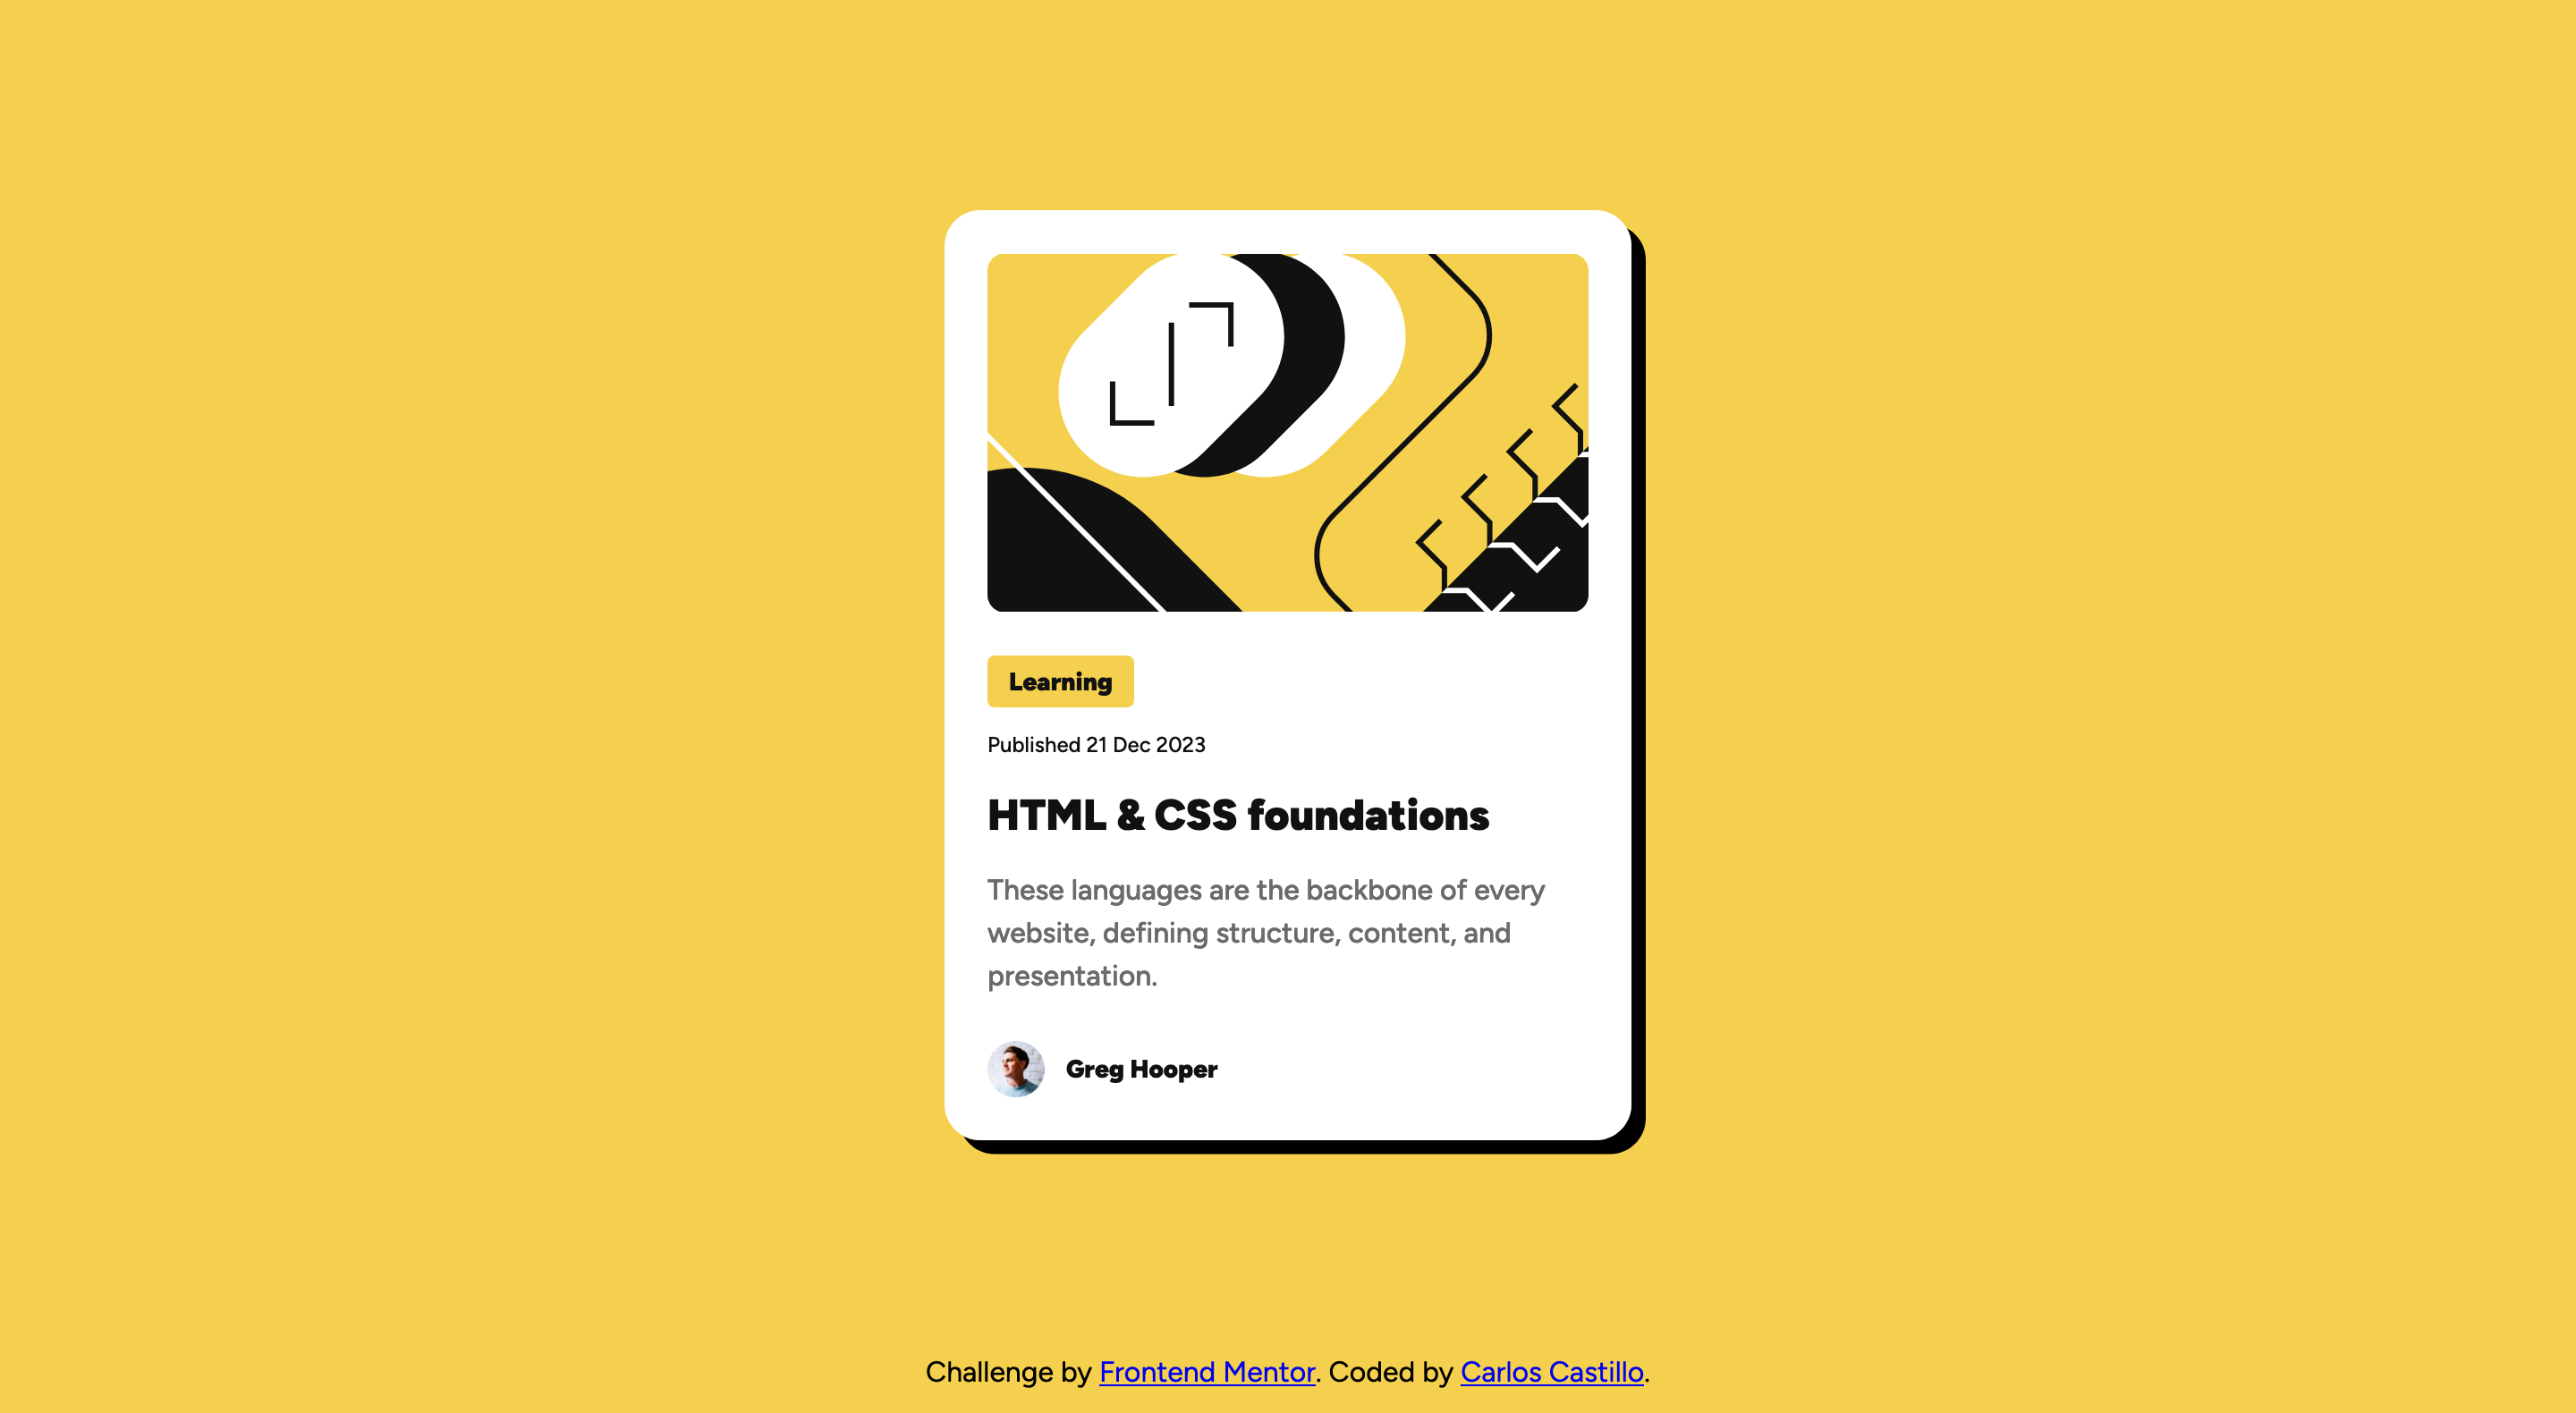 Learning
Published 21 Dec 2023
HTML & CSS foundations
These languages are the backbone of every
website, defining structure, content, and
presentation.
Greg Hooper
Challenge by Frontend Mentor. Coded by Carlos Castillo.